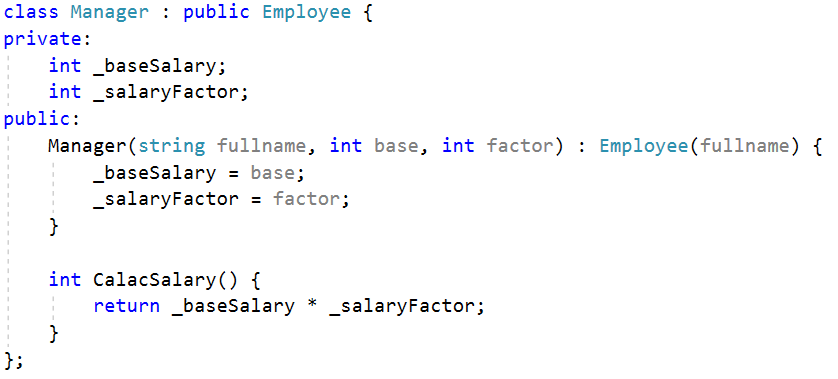 class Manager : public Employee {
private:
    int _baseSalary;
    int _salaryFactor;
public:
    Manager(string fullname, int base, int factor) : Employee(fullname) {
        _baseSalary = base;
        _salaryFactor = factor;
    }

    int CalacSalary() {
        return _baseSalary * _salaryFactor;
    }
};